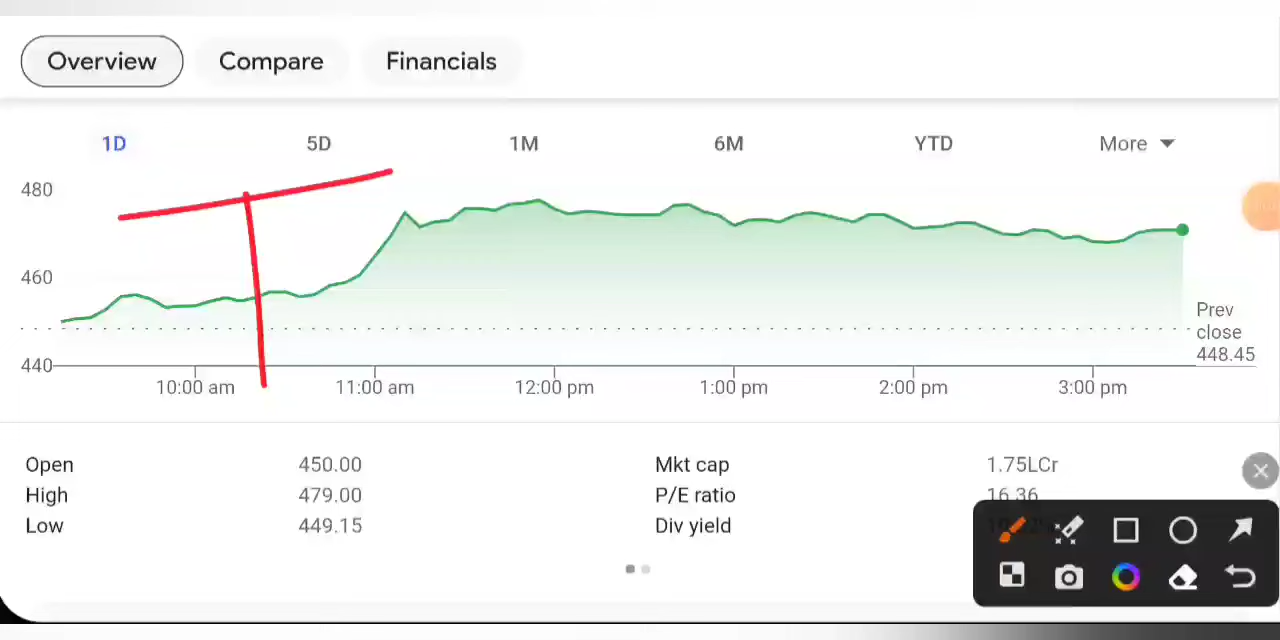 Overview Compare Financials
1D 5D 1M 6M YTD More
480
460
440
Prev
close
448.45
10:00 am 11:00 am 12:00 pm 1:00 pm 2:00 pm 3:00 pm
Open 450.00 Mkt cap 1.75LCr
High 479.00 P/E ratio 16.36
Low 449.15 Div yield